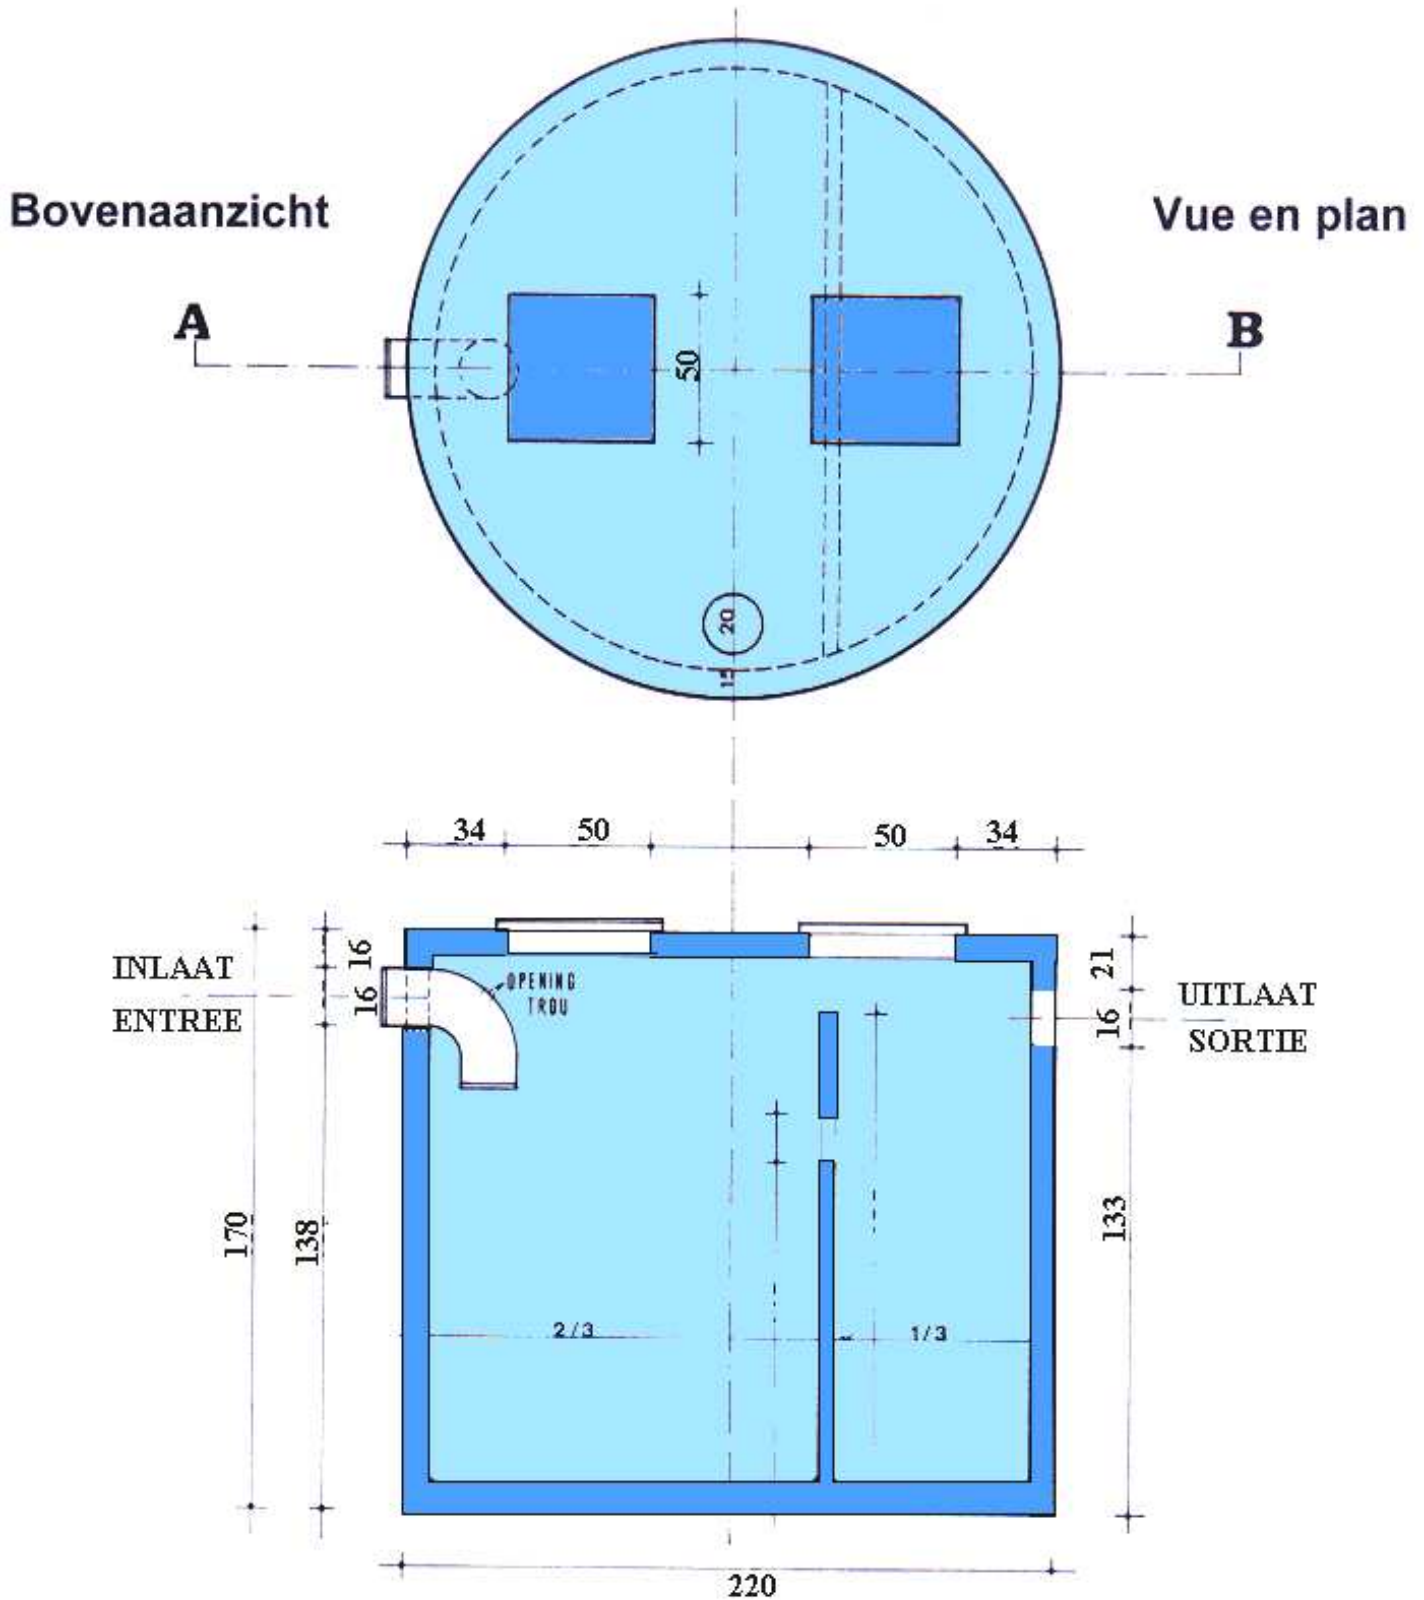 Bovenaanzicht
Vue en plan
A
B
50
20
15
34
50
50
34
16
16
21
16
INLAAT
ENTREE
OPENING
TROU
UITLAAT
SORTIE
170
138
133
2/3
1/3
220